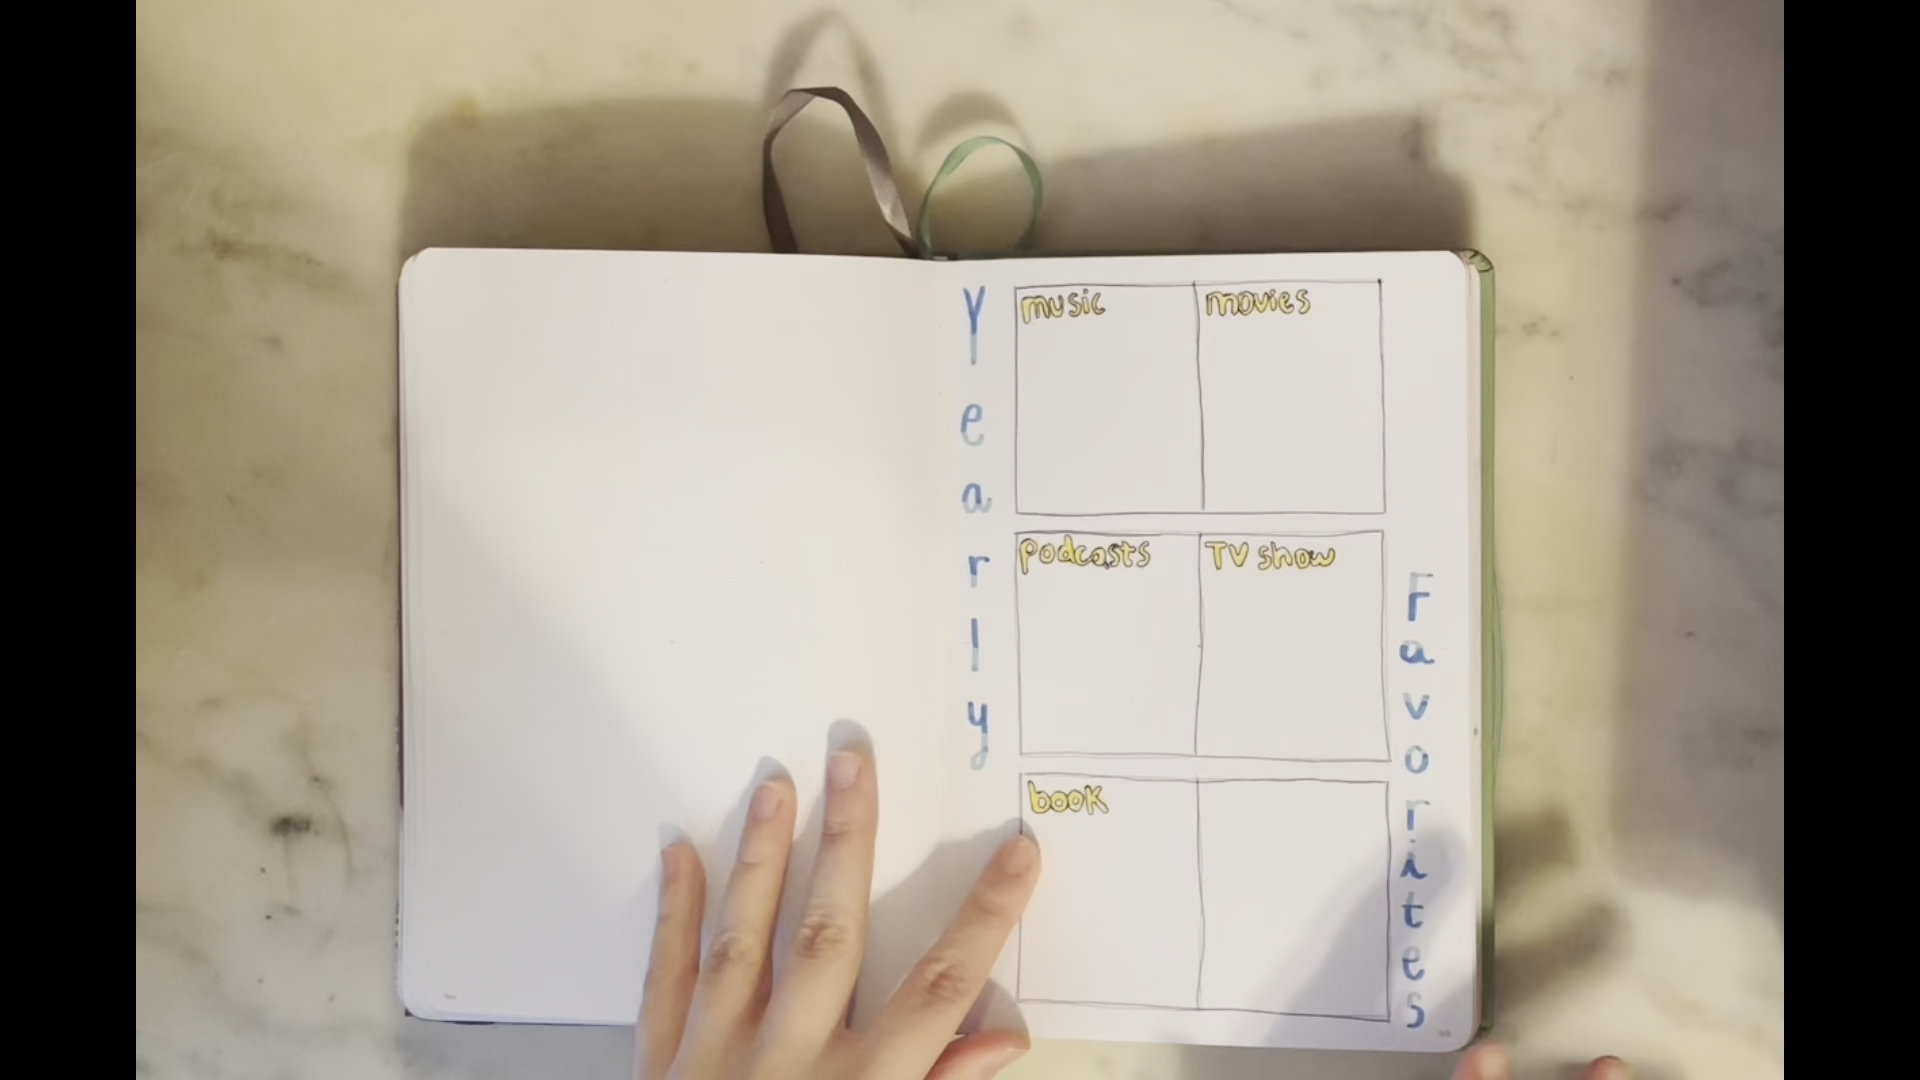 Yearly
music
movies
podcasts
TV show
book
Favorites